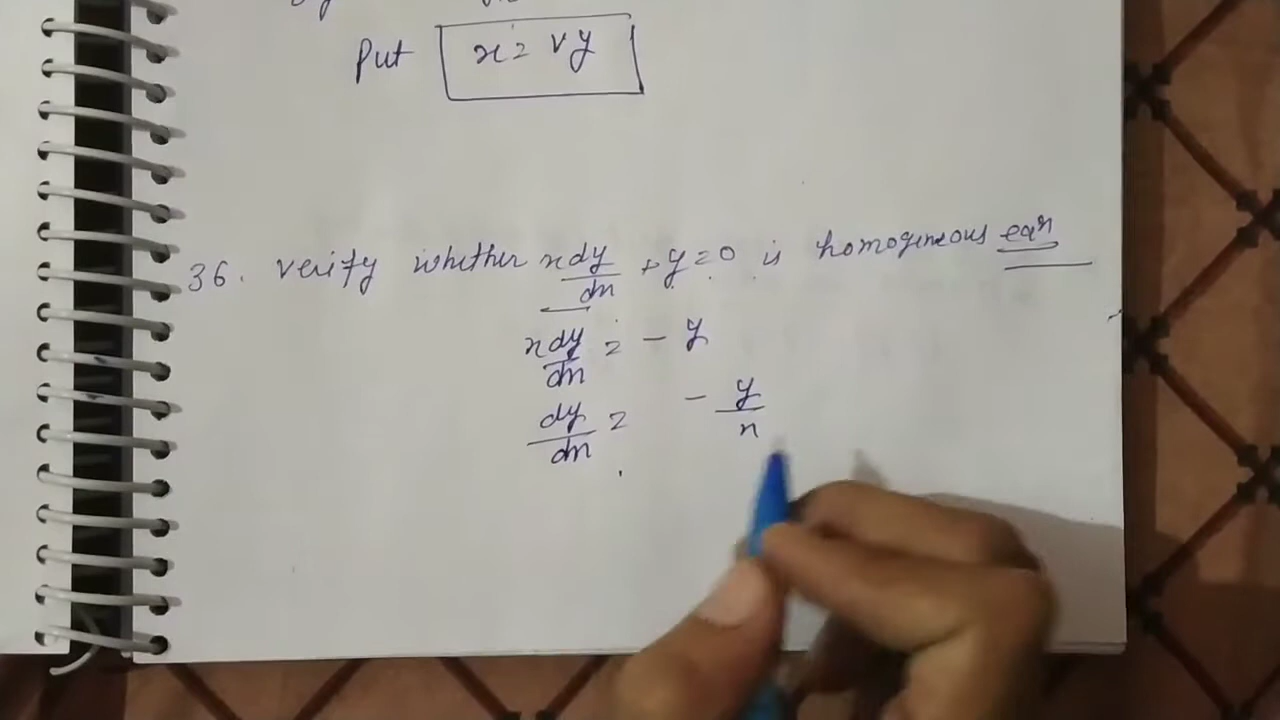 Put x = vy
36. Verify whether x dy/dx + y = 0 is homogeneous eqn
x dy/dx = - y
dy/dx = - y/x